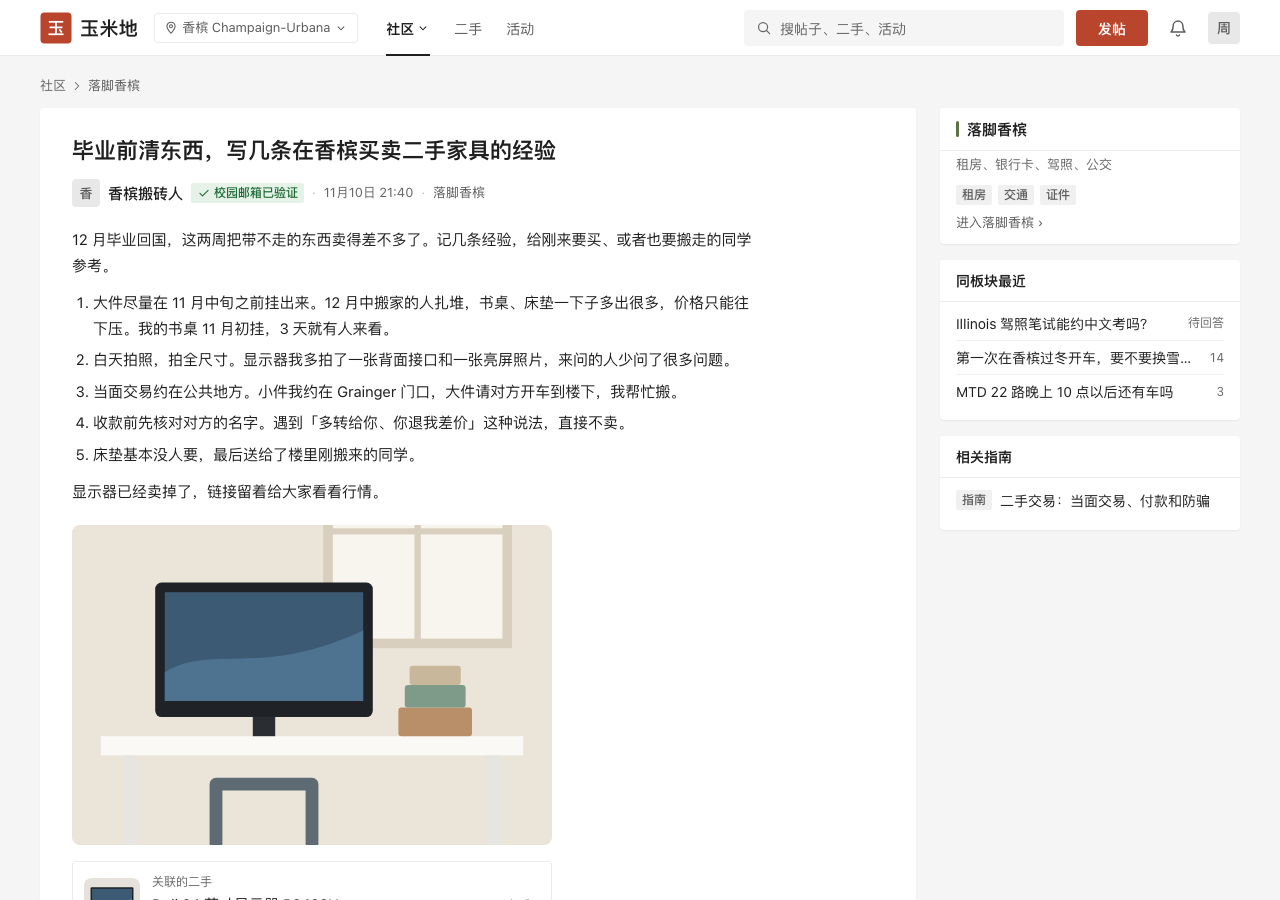 玉 玉米地 香槟 Champaign-Urbana 社区 二手 活动 搜帖子、二手、活动 发帖 周
社区 落脚香槟
毕业前清东西，写几条在香槟买卖二手家具的经验
香 香槟搬砖人 校园邮箱已验证 · 11月10日 21:40 · 落脚香槟
12 月毕业回国，这两周把带不走的东西卖得差不多了。记几条经验，给刚来要买、或者也要搬走的同学
参考。
1. 大件尽量在 11 月中旬之前挂出来。12 月中搬家的人扎堆，书桌、床垫一下子多出很多，价格只能往
下压。我的书桌 11 月初挂，3 天就有人来看。
2. 白天拍照，拍全尺寸。显示器我多拍了一张背面接口和一张亮屏照片，来问的人少问了很多问题。
3. 当面交易约在公共地方。小件我约在 Grainger 门口，大件请对方开车到楼下，我帮忙搬。
4. 收款前先核对对方的名字。遇到「多转给你、你退我差价」这种说法，直接不卖。
5. 床垫基本没人要，最后送给了楼里刚搬来的同学。
显示器已经卖掉了，链接留着给大家看看行情。
关联的二手
落脚香槟
租房、银行卡、驾照、公交
租房 交通 证件
进入落脚香槟 ›
同板块最近
Illinois 驾照笔试能约中文考吗? 待回答
第一次在香槟过冬开车，要不要换雪... 14
MTD 22 路晚上 10 点以后还有车吗 3
相关指南
指南 二手交易：当面交易、付款和防骗